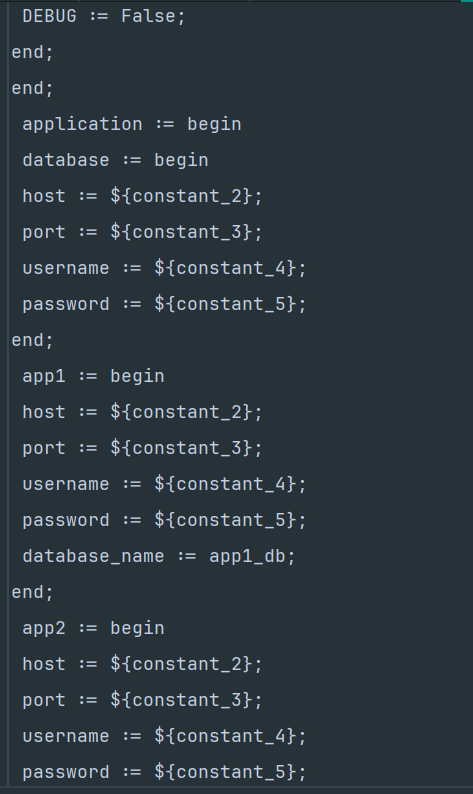 DEBUG := False;
end;
end;
application := begin
database := begin
host := ${constant_2};
port := ${constant_3};
username := ${constant_4};
password := ${constant_5};
end;
app1 := begin
host := ${constant_2};
port := ${constant_3};
username := ${constant_4};
password := ${constant_5};
database_name := app1_db;
end;
app2 := begin
host := ${constant_2};
port := ${constant_3};
username := ${constant_4};
password := ${constant_5};